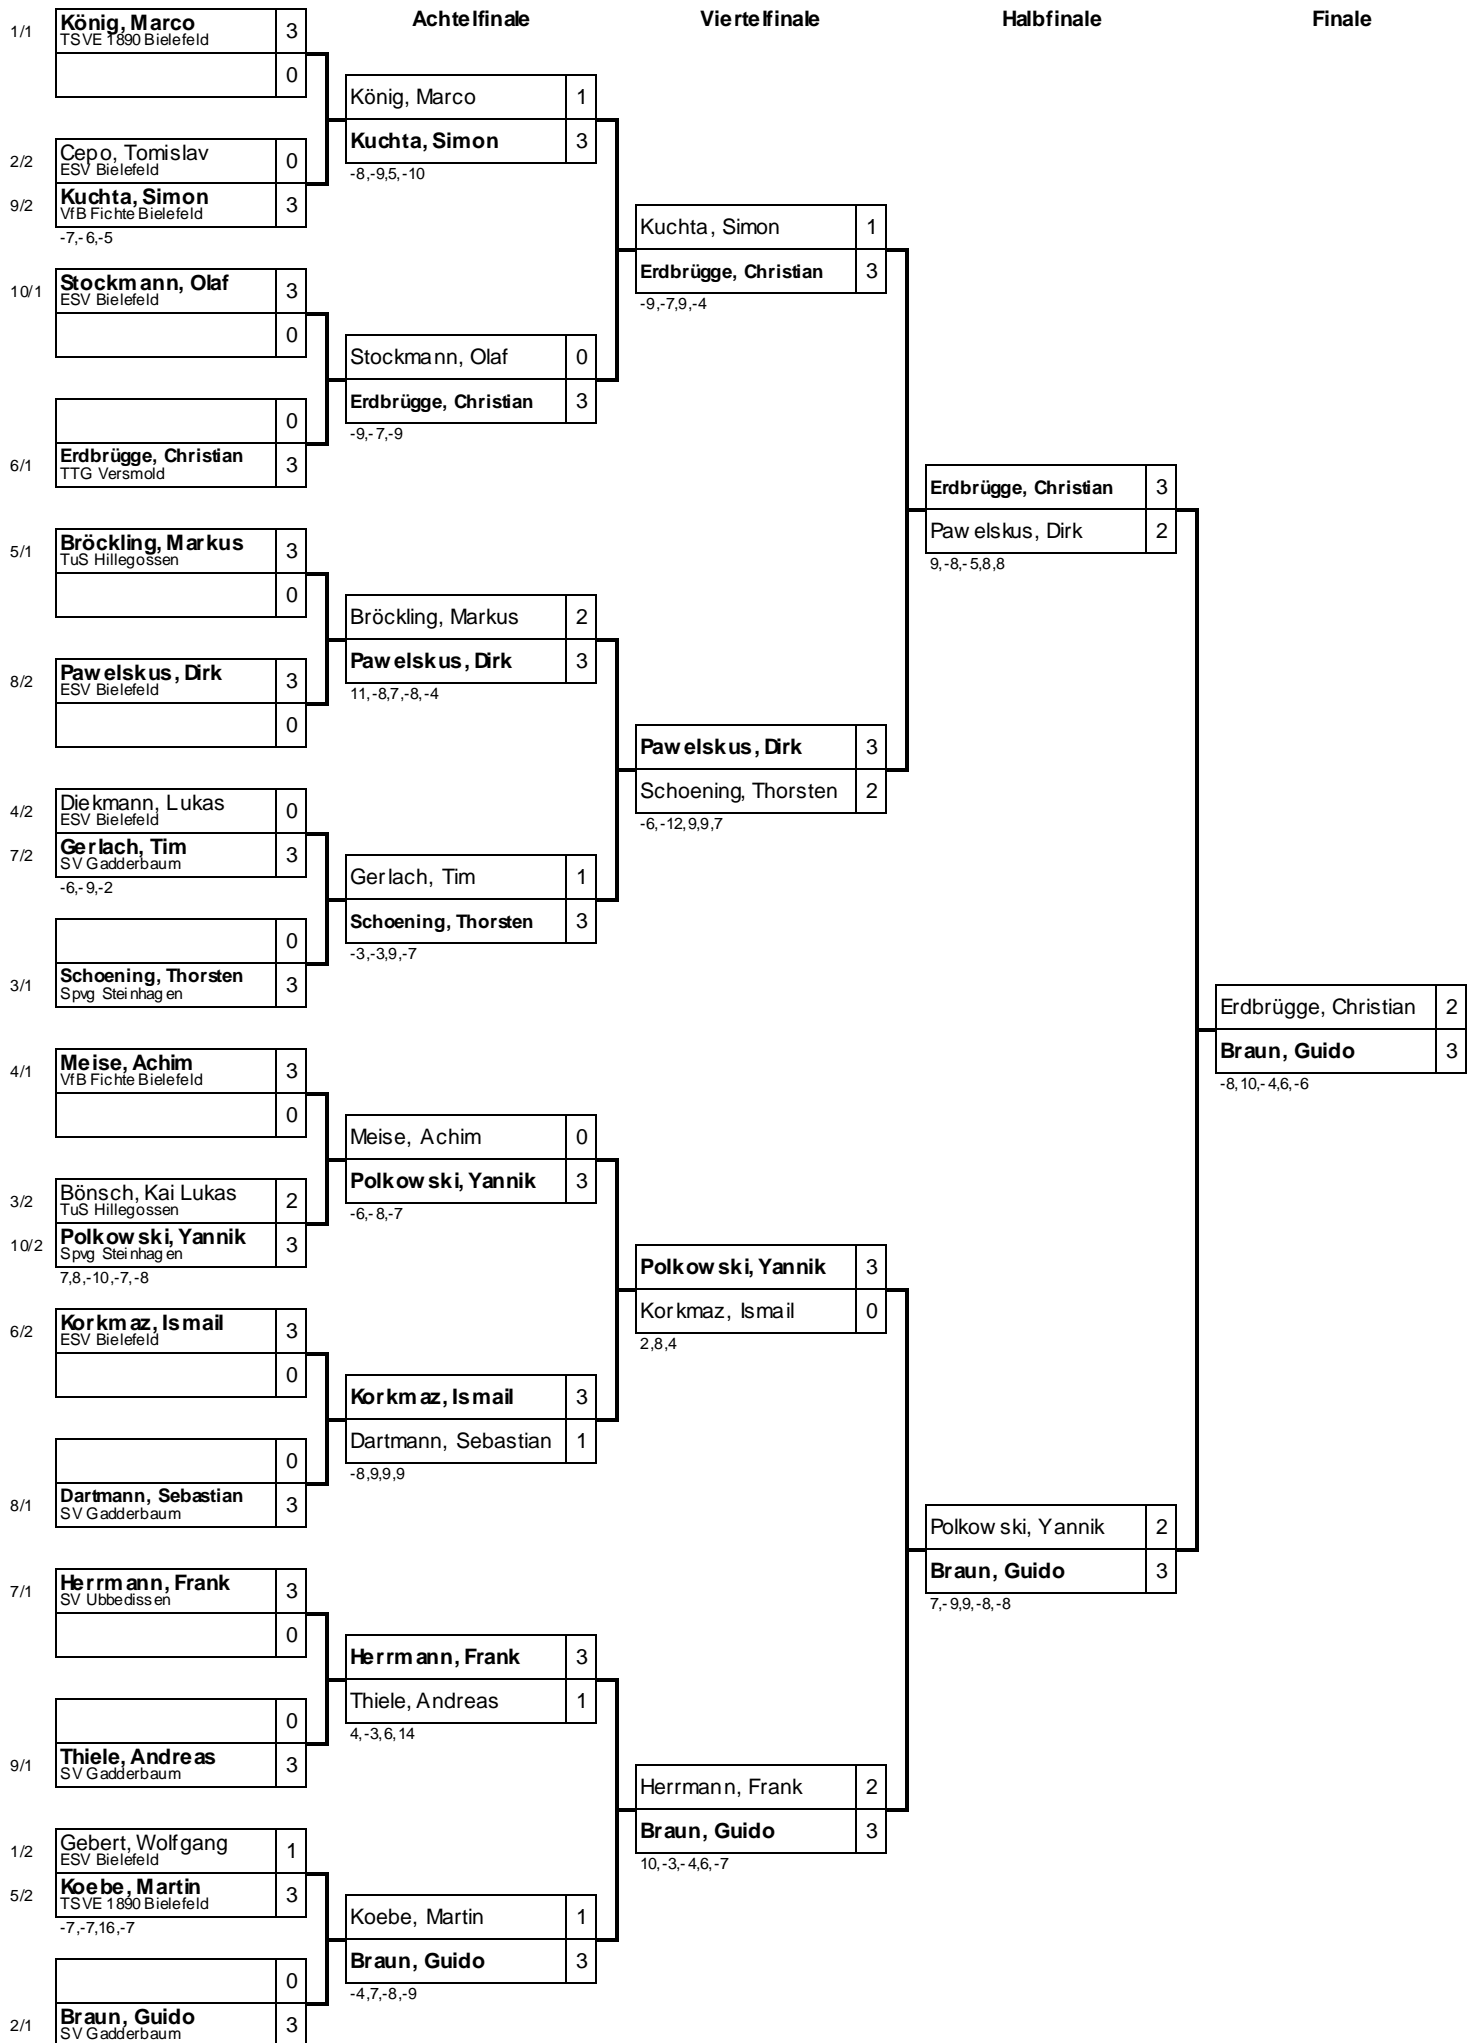 Achtelfinale
Viertelfinale
Halbfinale
Finale
1/1
König, Marco
TSVE 1890 Bielefeld
3
0
2/2
Cepo, Tomislav
ESV Bielefeld
0
9/2
Kuchta, Simon
VfB Fichte Bielefeld
3
-7,-6,-5
10/1
Stockmann, Olaf
ESV Bielefeld
3
0
0
6/1
Erdbrügge, Christian
TTG Versmold
3
5/1
Bröckling, Markus
TuS Hillegossen
3
0
8/2
Pawelskus, Dirk
ESV Bielefeld
3
0
4/2
Diekmann, Lukas
ESV Bielefeld
0
7/2
Gerlach, Tim
SV Gadderbaum
3
-6,-9,-2
0
3/1
Schoening, Thorsten
Spvg Steinhagen
3
4/1
Meise, Achim
VfB Fichte Bielefeld
3
0
3/2
Bönsch, Kai Lukas
TuS Hillegossen
2
10/2
Polkowski, Yannik
Spvg Steinhagen
3
7,8,-10,-7,-8
6/2
Korkmaz, Ismail
ESV Bielefeld
3
0
0
8/1
Dartmann, Sebastian
SV Gadderbaum
3
7/1
Herrmann, Frank
SV Ubbedissen
3
0
0
9/1
Thiele, Andreas
SV Gadderbaum
3
1/2
Gebert, Wolfgang
ESV Bielefeld
1
5/2
Koebe, Martin
TSVE 1890 Bielefeld
3
-7,-7,16,-7
0
2/1
Braun, Guido
SV Gadderbaum
3
König, Marco 1
Kuchta, Simon 3
-8,-9,5,-10
Stockmann, Olaf 0
Erdbrügge, Christian 3
-9,-7,-9
Bröckling, Markus 2
Pawelskus, Dirk 3
11,-8,7,-8,-4
Gerlach, Tim 1
Schoening, Thorsten 3
-3,-3,9,-7
Meise, Achim 0
Polkowski, Yannik 3
-6,-8,-7
Korkmaz, Ismail 3
Dartmann, Sebastian 1
-8,9,9,9
Herrmann, Frank 3
Thiele, Andreas 1
4,-3,6,14
Koebe, Martin 1
Braun, Guido 3
-4,7,-8,-9
Kuchta, Simon 1
Erdbrügge, Christian 3
-9,-7,9,-4
Pawelskus, Dirk 3
Schoening, Thorsten 2
-6,-12,9,9,7
Polkowski, Yannik 3
Korkmaz, Ismail 0
2,8,4
Herrmann, Frank 2
Braun, Guido 3
10,-3,-4,6,-7
Erdbrügge, Christian 3
Pawelskus, Dirk 2
9,-8,-5,8,8
Polkowski, Yannik 2
Braun, Guido 3
7,-9,9,-8,-8
Erdbrügge, Christian 2
Braun, Guido 3
-8,10,-4,6,-6